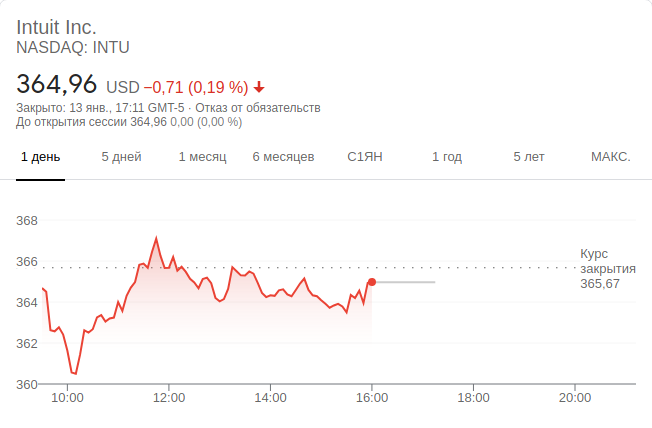 Intuit Inc.
NASDAQ: INTU
364,96 USD −0,71 (0,19 %)
Закрыто: 13 янв., 17:11 GMT-5 · Отказ от обязательств
До открытия сессии 364,96 0,00 (0,00 %)
1 день 5 дней 1 месяц 6 месяцев С1ЯН 1 год 5 лет МАКС.
368
366
364
362
360
Курс
закрытия
365,67
10:00 12:00 14:00 16:00 18:00 20:00